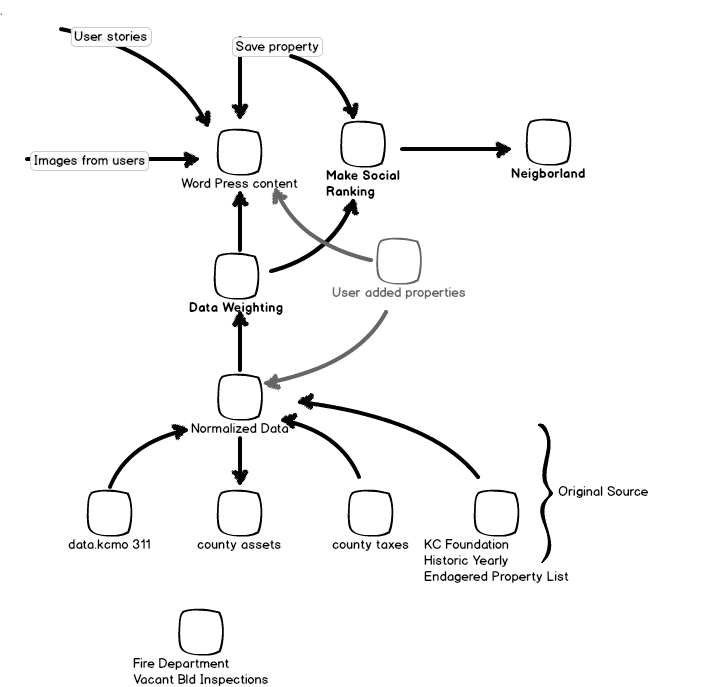 User stories
Save property
Images from users
Word Press content
Make Social
Ranking
Neigborland
Data Weighting
User added properties
Normalized Data
Original Source
data.kcmo 311
county assets
county taxes
KC Foundation
Historic Yearly
Endagered Property List
Fire Department
Vacant Bld Inspections